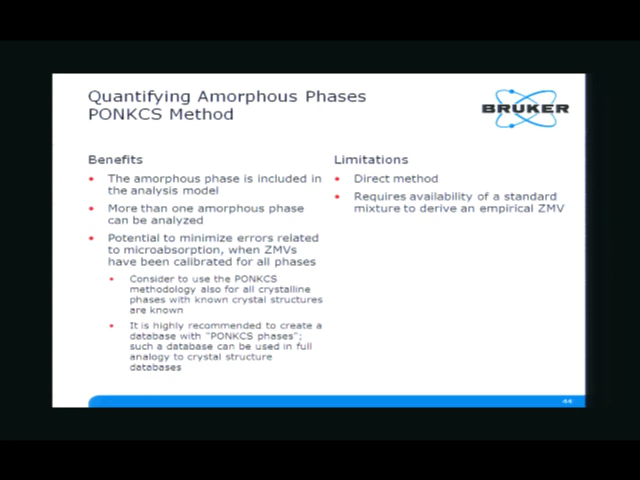 Quantifying Amorphous Phases
PONKCS Method
BRUKER
Benefits
• The amorphous phase is included in
the analysis model
• More than one amorphous phase
can be analyzed
• Potential to minimize errors related
to microabsorption, when ZMVs
have been calibrated for all phases
• Consider to use the PONKCS
methodology also for all crystalline
phases with known crystal structures
are known
• It is highly recommended to create a
database with "PONKCS phases";
such a database can be used in full
analogy to crystal structure
databases
Limitations
• Direct method
• Requires availability of a standard
mixture to derive an empirical ZMV